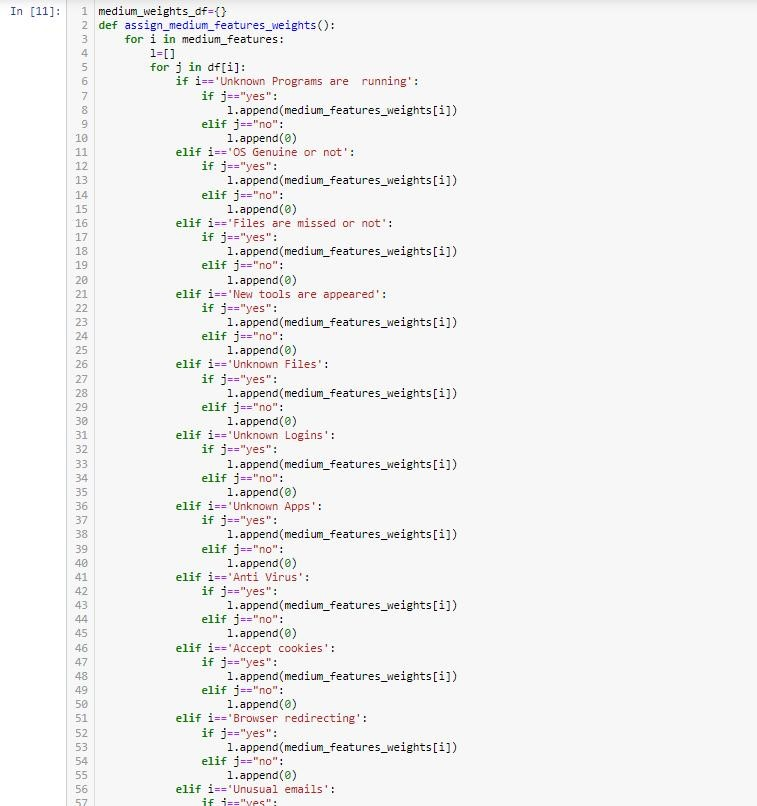 In [11]:
1 medium_weights_df={}
2 def assign_medium_features_weights():
3     for i in medium_features:
4         l=[]
5         for j in df[i]:
6             if i=='Unknown Programs are  running':
7                 if j=="yes":
8                     l.append(medium_features_weights[i])
9                 elif j=="no":
10                     l.append(0)
11             elif i=='OS Genuine or not':
12                 if j=="yes":
13                     l.append(medium_features_weights[i])
14                 elif j=="no":
15                     l.append(0)
16             elif i=='Files are missed or not':
17                 if j=="yes":
18                     l.append(medium_features_weights[i])
19                 elif j=="no":
20                     l.append(0)
21             elif i=='New tools are appeared':
22                 if j=="yes":
23                     l.append(medium_features_weights[i])
24                 elif j=="no":
25                     l.append(0)
26             elif i=='Unknown Files':
27                 if j=="yes":
28                     l.append(medium_features_weights[i])
29                 elif j=="no":
30                     l.append(0)
31             elif i=='Unknown Logins':
32                 if j=="yes":
33                     l.append(medium_features_weights[i])
34                 elif j=="no":
35                     l.append(0)
36             elif i=='Unknown Apps':
37                 if j=="yes":
38                     l.append(medium_features_weights[i])
39                 elif j=="no":
40                     l.append(0)
41             elif i=='Anti Virus':
42                 if j=="yes":
43                     l.append(medium_features_weights[i])
44                 elif j=="no":
45                     l.append(0)
46             elif i=='Accept cookies':
47                 if j=="yes":
48                     l.append(medium_features_weights[i])
49                 elif j=="no":
50                     l.append(0)
51             elif i=='Browser redirecting':
52                 if j=="yes":
53                     l.append(medium_features_weights[i])
54                 elif j=="no":
55                     l.append(0)
56             elif i=='Unusual emails':
57                 if j=="yes":